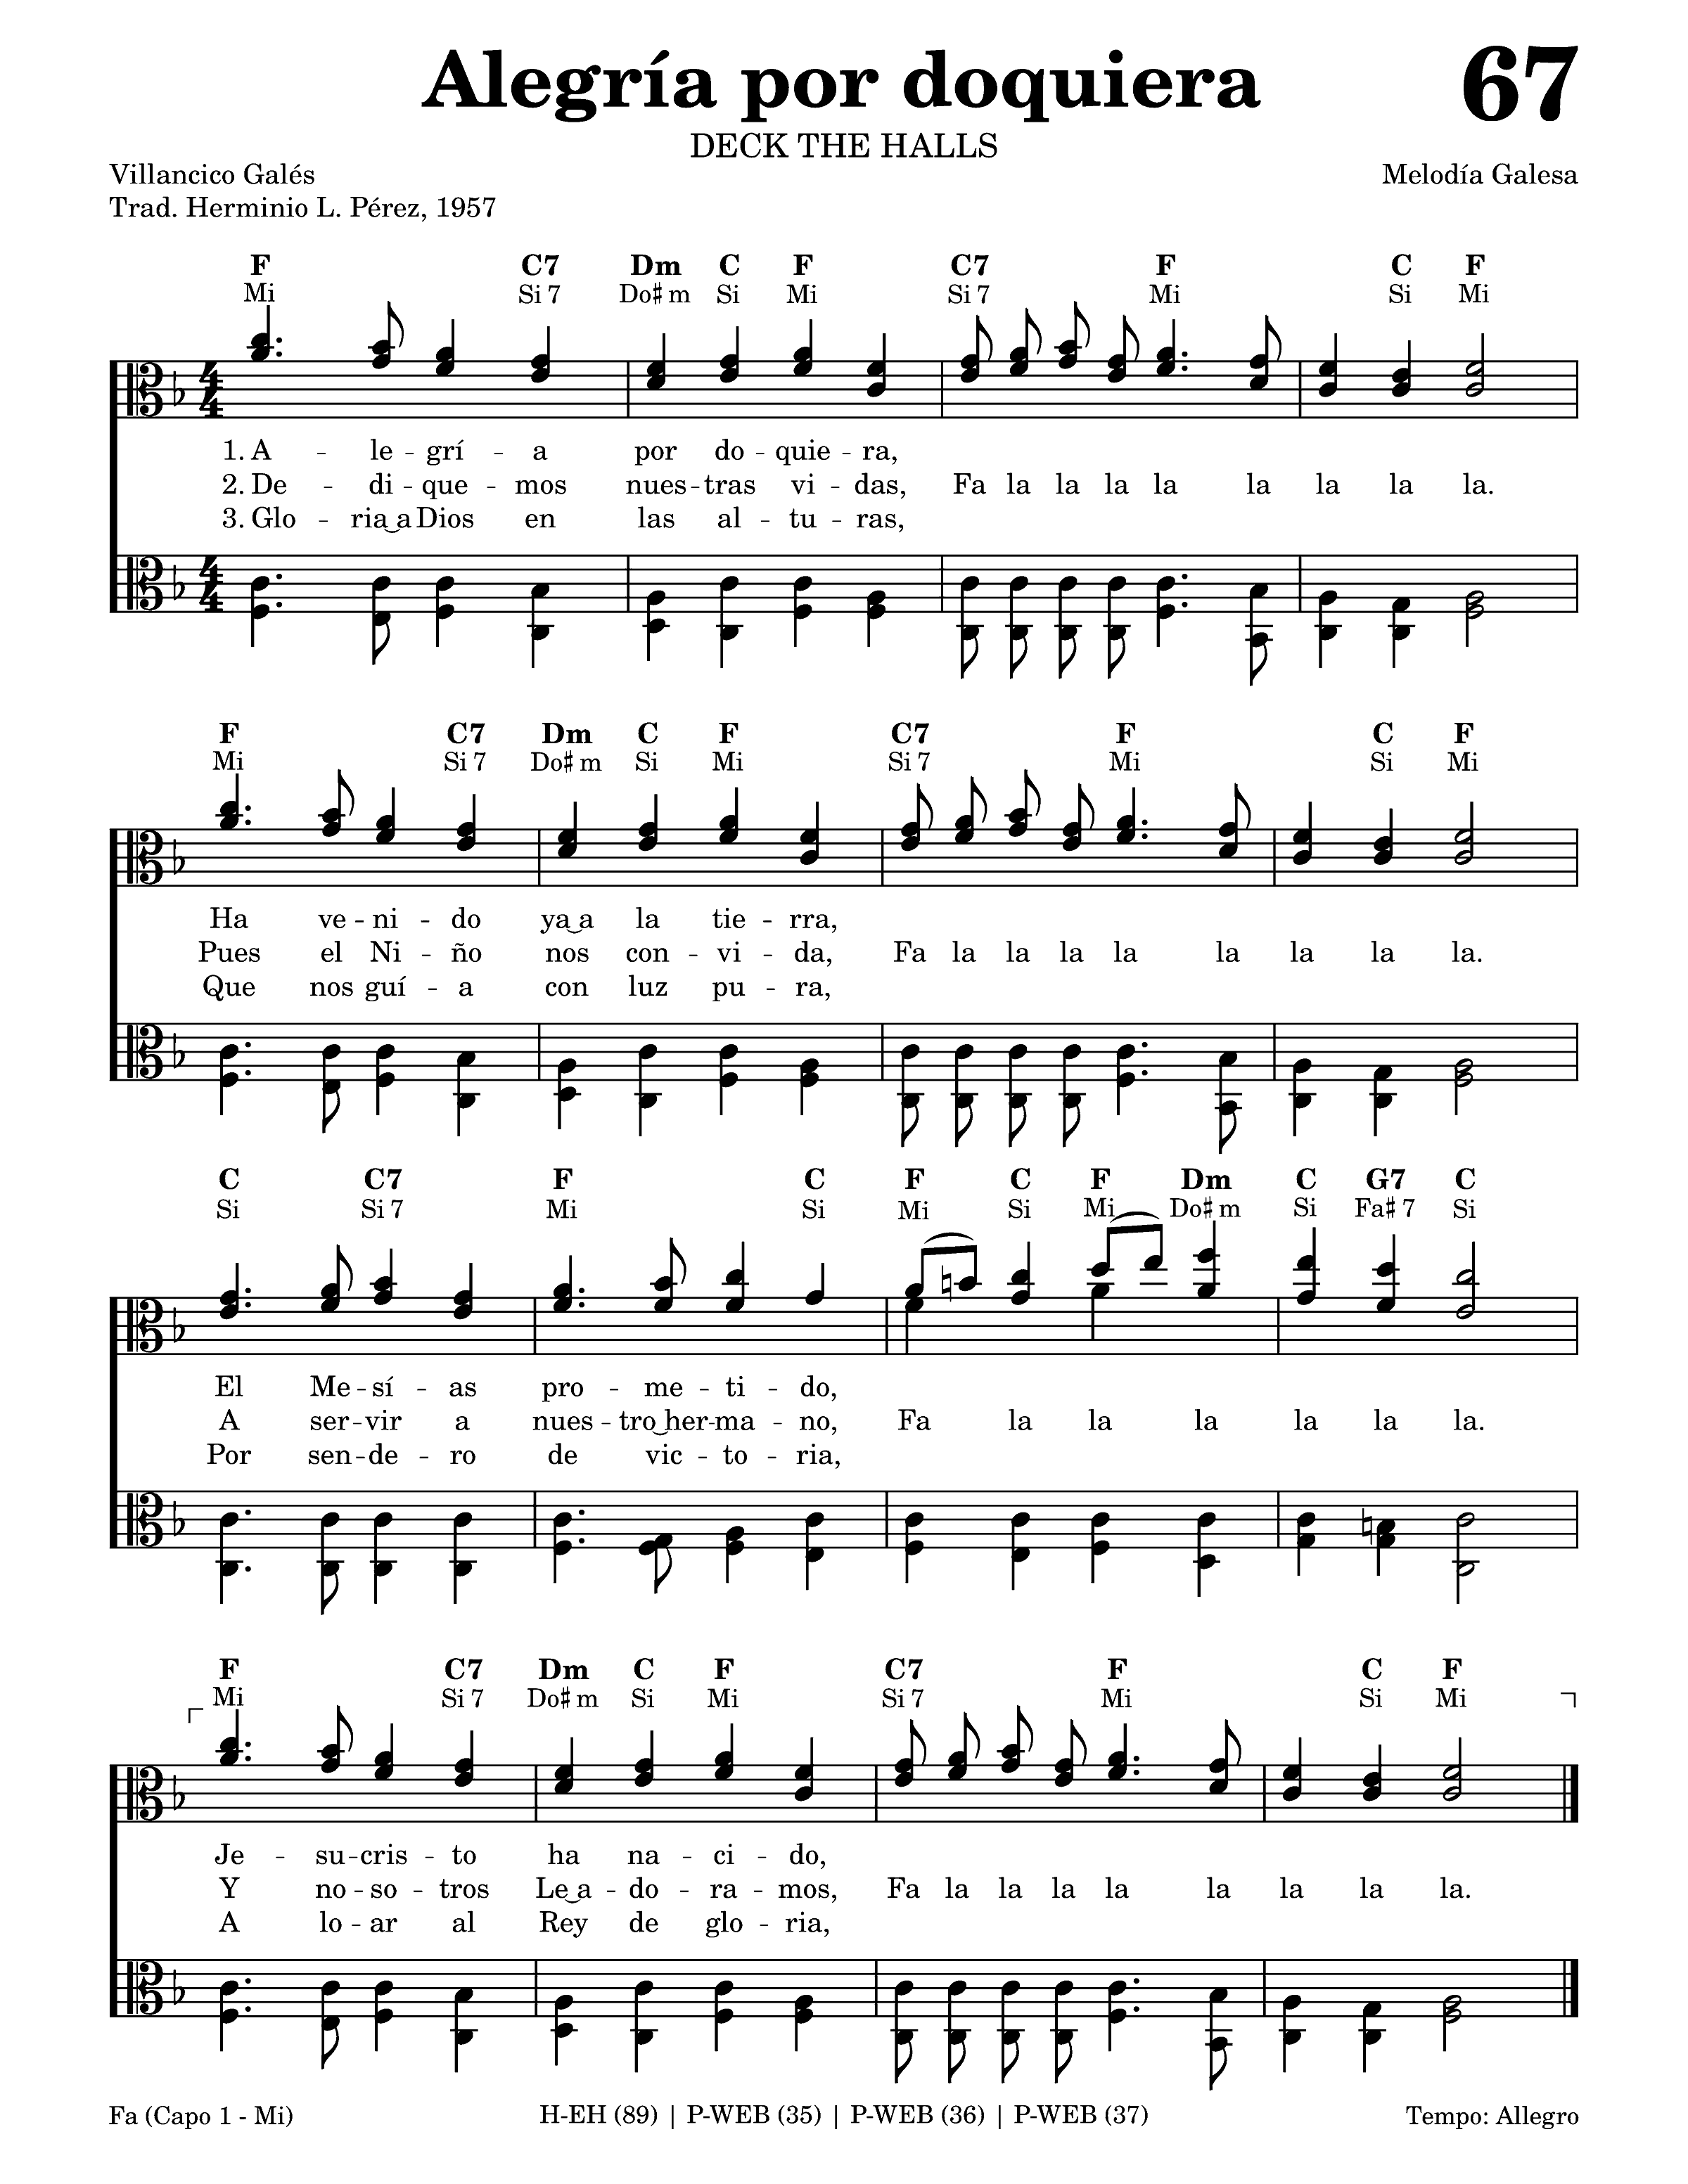 Alegría por doquiera 67
DECK THE HALLS
Villancico Galés Melodía Galesa
Trad. Herminio L. Pérez, 1957
F C7 Dm C F C7 F C F
Mi Si 7 Do♯ m Si Mi Si 7 Mi Si Mi
4 4
1. A -- le -- grí -- a por do -- quie -- ra,
2. De -- di -- que -- mos nues -- tras vi -- das, Fa la la la la la la la la.
3. Glo -- ria‿a Dios en las al -- tu -- ras,
4 4
F C7 Dm C F C7 F C F
Mi Si 7 Do♯ m Si Mi Si 7 Mi Si Mi
Ha ve -- ni -- do ya‿a la tie -- rra,
Pues el Ni -- ño nos con -- vi -- da, Fa la la la la la la la la.
Que nos guí -- a con luz pu -- ra,
C C7 F C F C F Dm C G7 C
Si Si 7 Mi Si Mi Si Mi Do♯ m Si Fa♯ 7 Si
El Me -- sí -- as pro -- me -- ti -- do,
A ser -- vir a nues -- tro‿her -- ma -- no, Fa la la la la la la.
Por sen -- de -- ro de vic -- to -- ria,
F C7 Dm C F C7 F C F
Mi Si 7 Do♯ m Si Mi Si 7 Mi Si Mi
Je -- su -- cris -- to ha na -- ci -- do,
Y no -- so -- tros Le‿a -- do -- ra -- mos, Fa la la la la la la la la.
A lo -- ar al Rey de glo -- ria,
Fa (Capo 1 - Mi) H-EH (89) | P-WEB (35) | P-WEB (36) | P-WEB (37) Tempo: Allegro